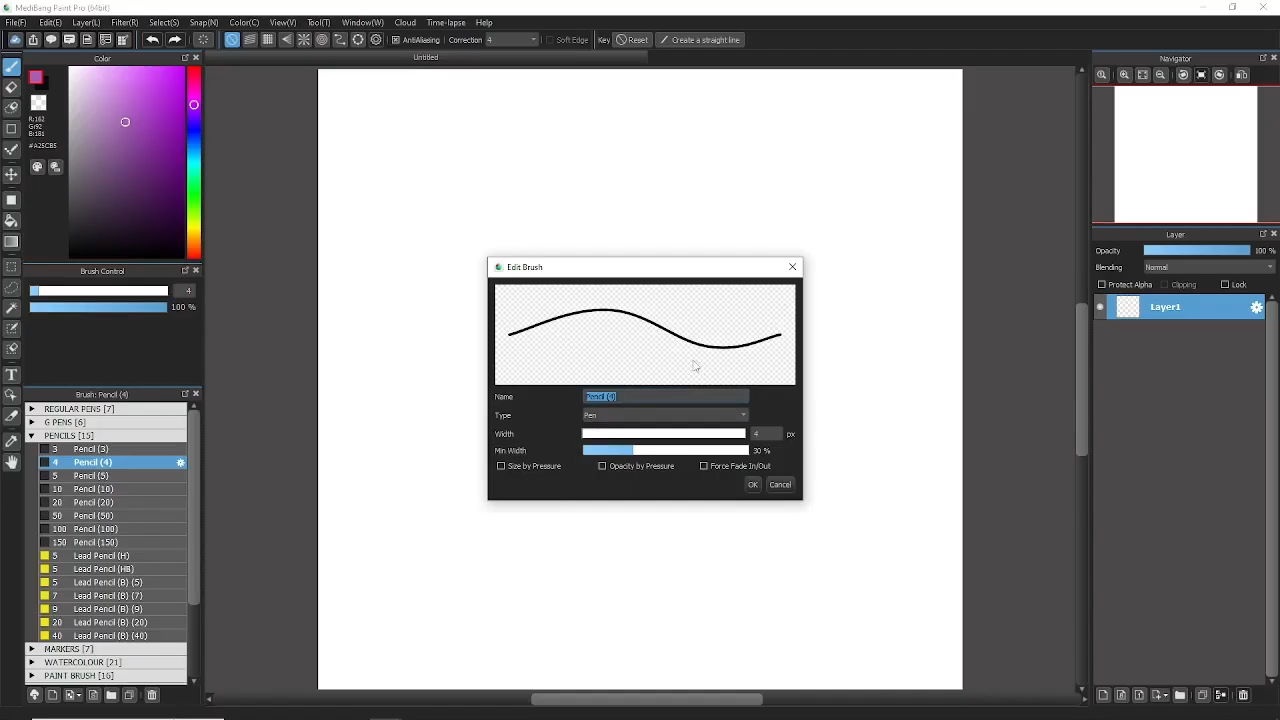 MediBang Paint Pro (64bit)
File(F) Edit(E) Layer(L) Filter(R) Select(S) Snap(N) Color(C) View(V) Tool(T) Window(W) Cloud Time-lapse Help
AntiAliasing Correction 4 Soft Edge Key Reset Create a straight line
Color
Untitled
Navigator
R:162
G:92
B:181
#A25CB5
Brush Control
4
100 %
Layer
Opacity 100 %
Blending Normal
Protect Alpha Clipping Lock
Layer1
Edit Brush
Name Pencil (4)
Type Pen
Width 4 px
Min Width 30 %
Size by Pressure Opacity by Pressure Force Fade In/Out
OK Cancel
Brush: Pencil (4)
REGULAR PENS [7]
G PENS [6]
PENCILS [15]
3 Pencil (3)
4 Pencil (4)
5 Pencil (5)
10 Pencil (10)
20 Pencil (20)
50 Pencil (50)
100 Pencil (100)
150 Pencil (150)
5 Lead Pencil (H)
5 Lead Pencil (HB)
5 Lead Pencil (B) (5)
7 Lead Pencil (B) (7)
9 Lead Pencil (B) (9)
20 Lead Pencil (B) (20)
40 Lead Pencil (B) (40)
MARKERS [7]
WATERCOLOUR [21]
PAINT BRUSH [16]